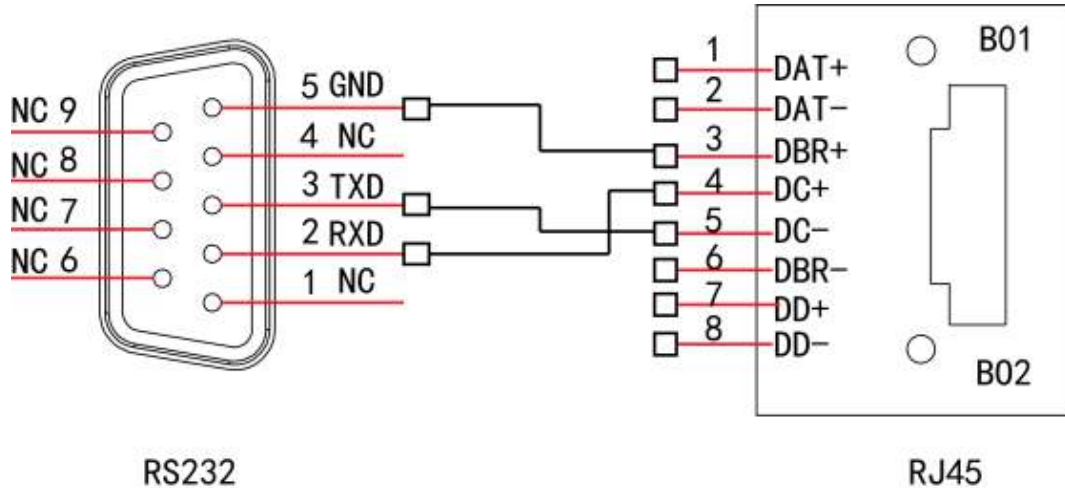 NC 9
NC 8
NC 7
NC 6
5 GND
4 NC
3 TXD
2 RXD
1 NC
RS232
1 DAT+
2 DAT-
3 DBR+
4 DC+
5 DC-
6 DBR-
7 DD+
8 DD-
B01
B02
RJ45